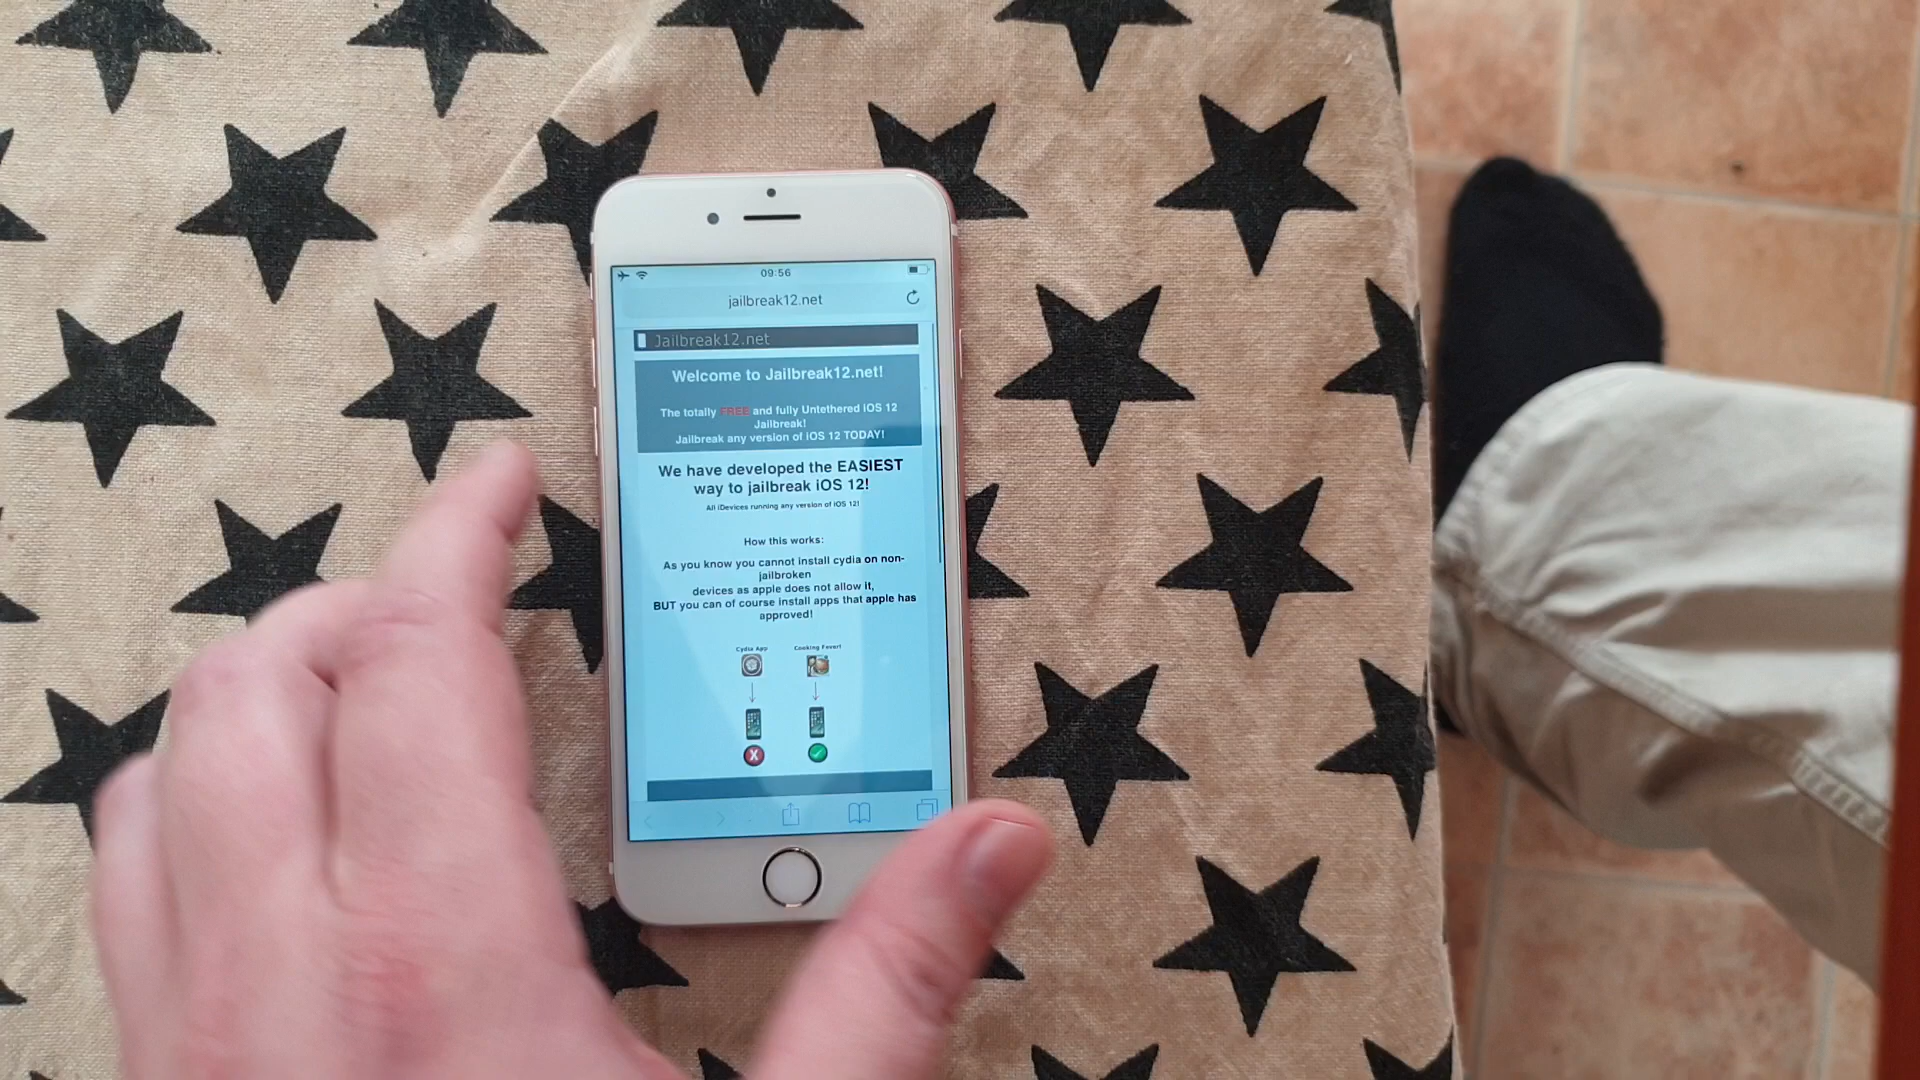 09:56
jailbreak12.net
Jailbreak12.net
Welcome to Jailbreak12.net!
The totally FREE and fully Untethered iOS 12
Jailbreak!
Jailbreak any version of iOS 12 TODAY!
We have developed the EASIEST
way to jailbreak iOS 12!
All iDevices running any version of iOS 12!
How this works:
As you know you cannot install cydia on non-
jailbroken
devices as apple does not allow it,
BUT you can of course install apps that apple has
approved!
Cydia App Cooking Fever!
X